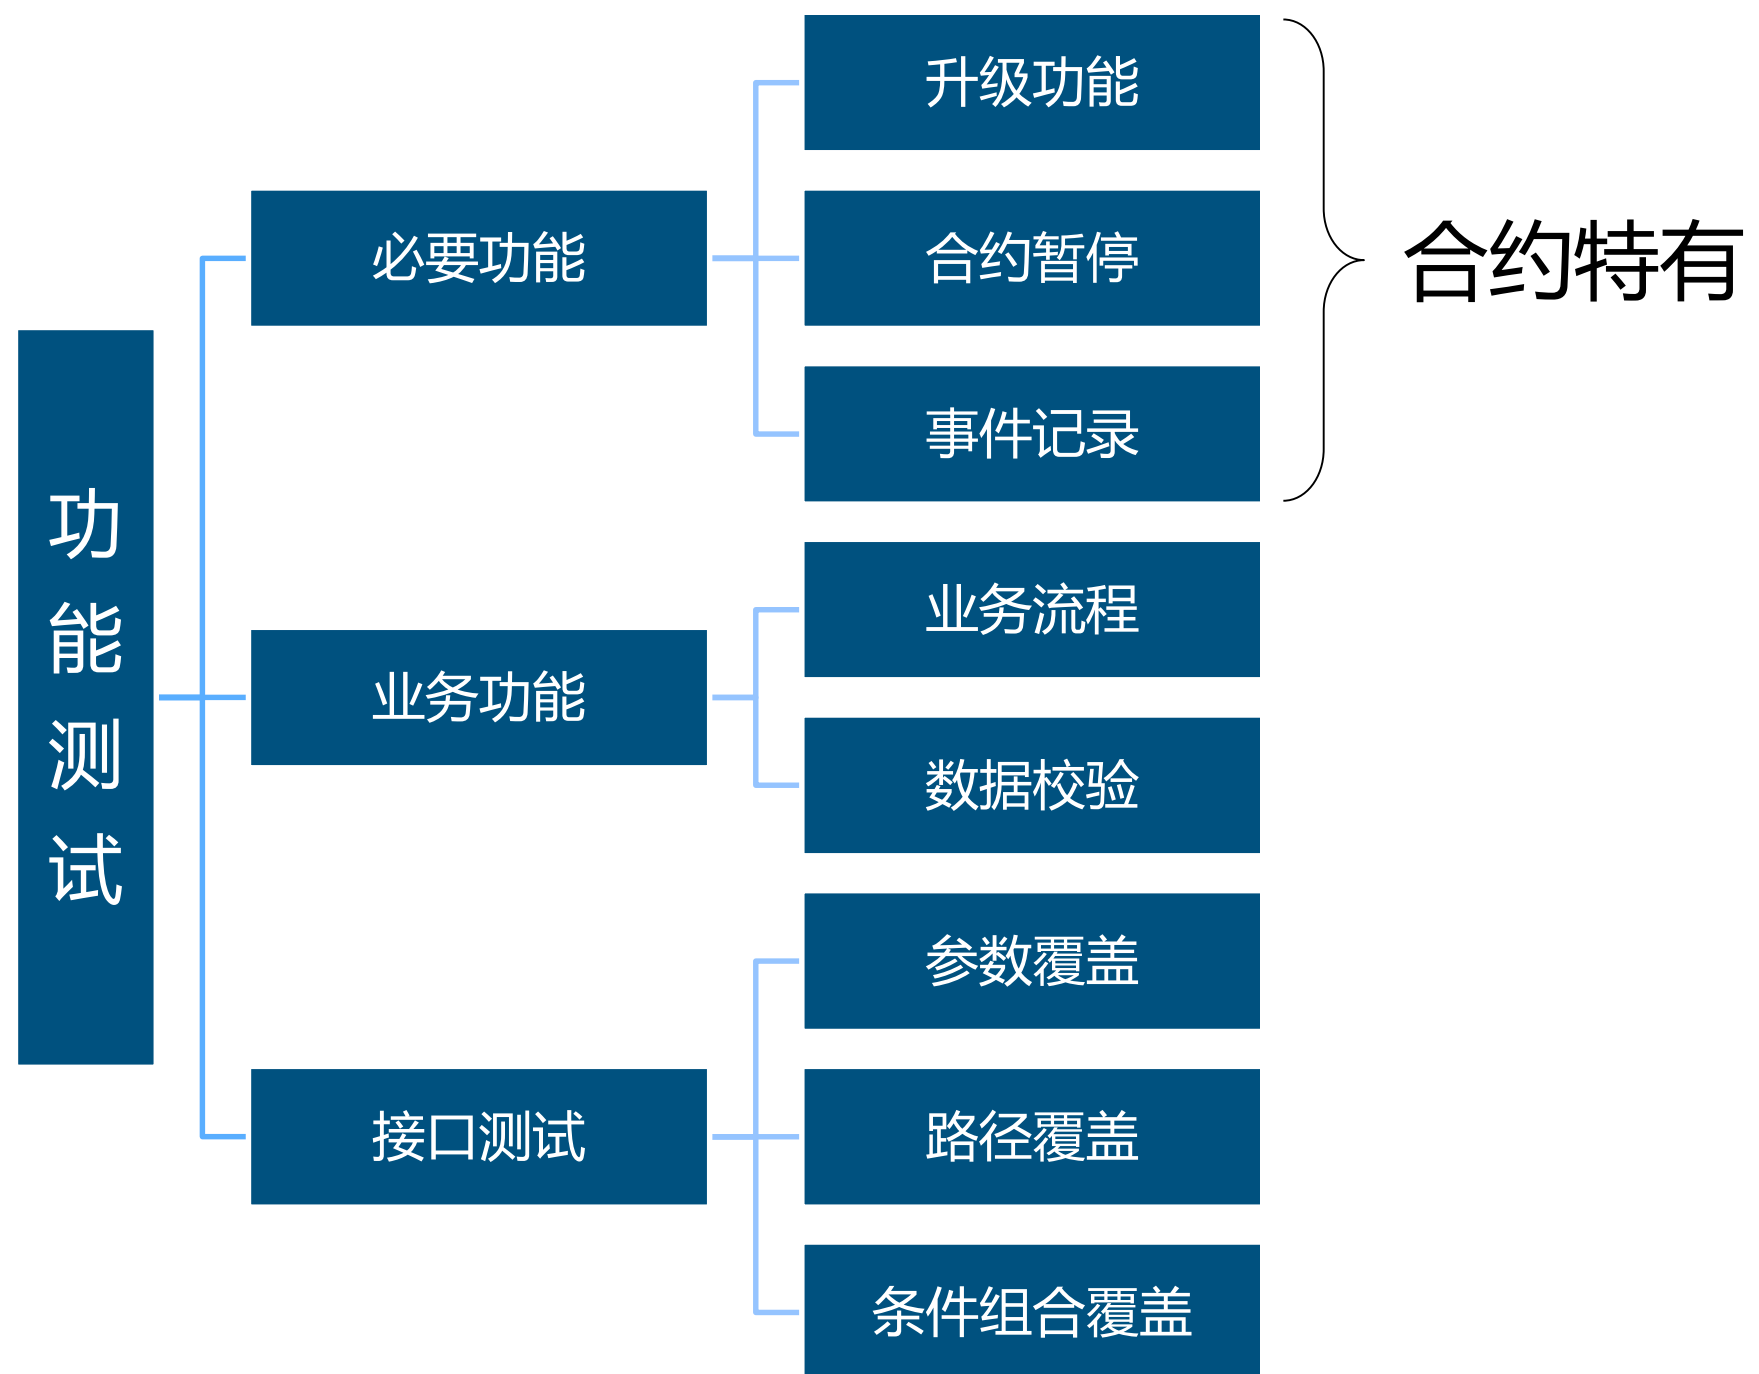 功能测试
必要功能
升级功能
合约暂停
事件记录
合约特有
业务功能
业务流程
数据校验
接口测试
参数覆盖
路径覆盖
条件组合覆盖